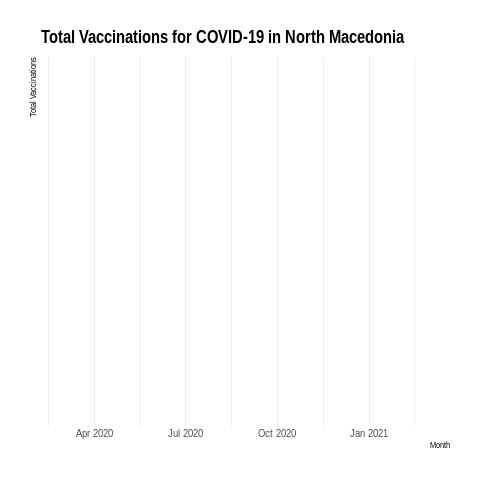 Total Vaccinations for COVID-19 in North Macedonia
Total Vaccinations
Apr 2020
Jul 2020
Oct 2020
Jan 2021
Month